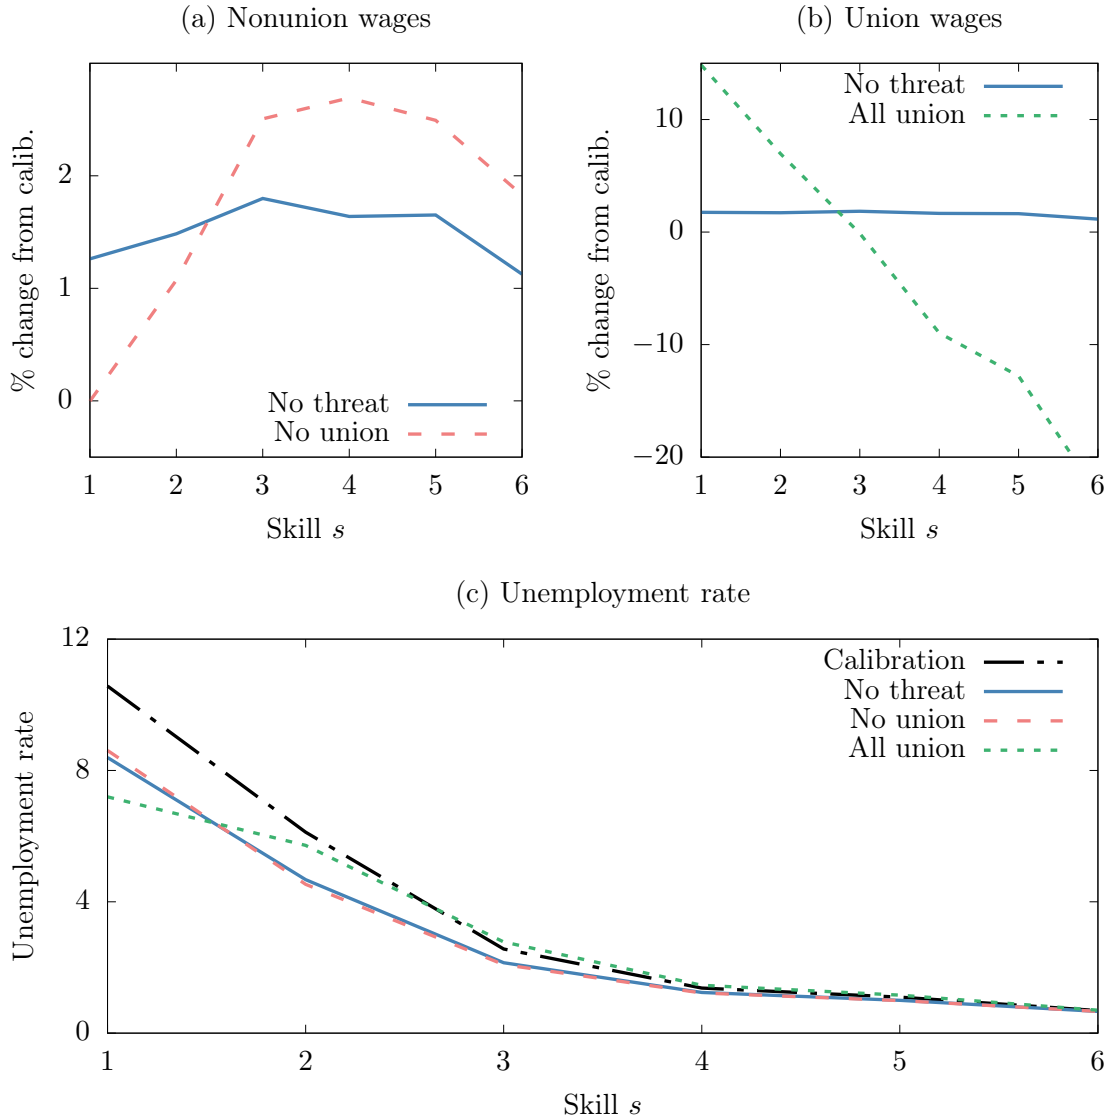 (a) Nonunion wages
% change from calib.
2
1
0
No threat
No union
1 2 3 4 5 6
Skill s
(b) Union wages
% change from calib.
10
0
−10
−20
No threat
All union
1 2 3 4 5 6
Skill s
(c) Unemployment rate
Unemployment rate
12
8
4
0
Calibration
No threat
No union
All union
1 2 3 4 5 6
Skill s